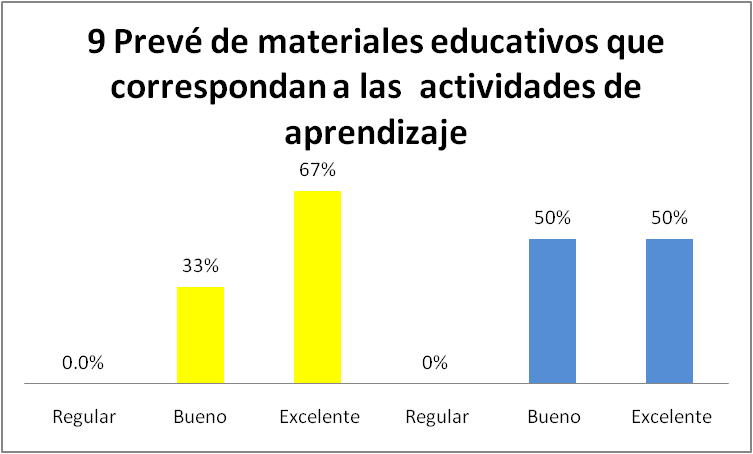 9 Prevé de materiales educativos que
correspondan a las actividades de
aprendizaje
67%
50% 50%
33%
0.0% 0%
Regular Bueno Excelente Regular Bueno Excelente